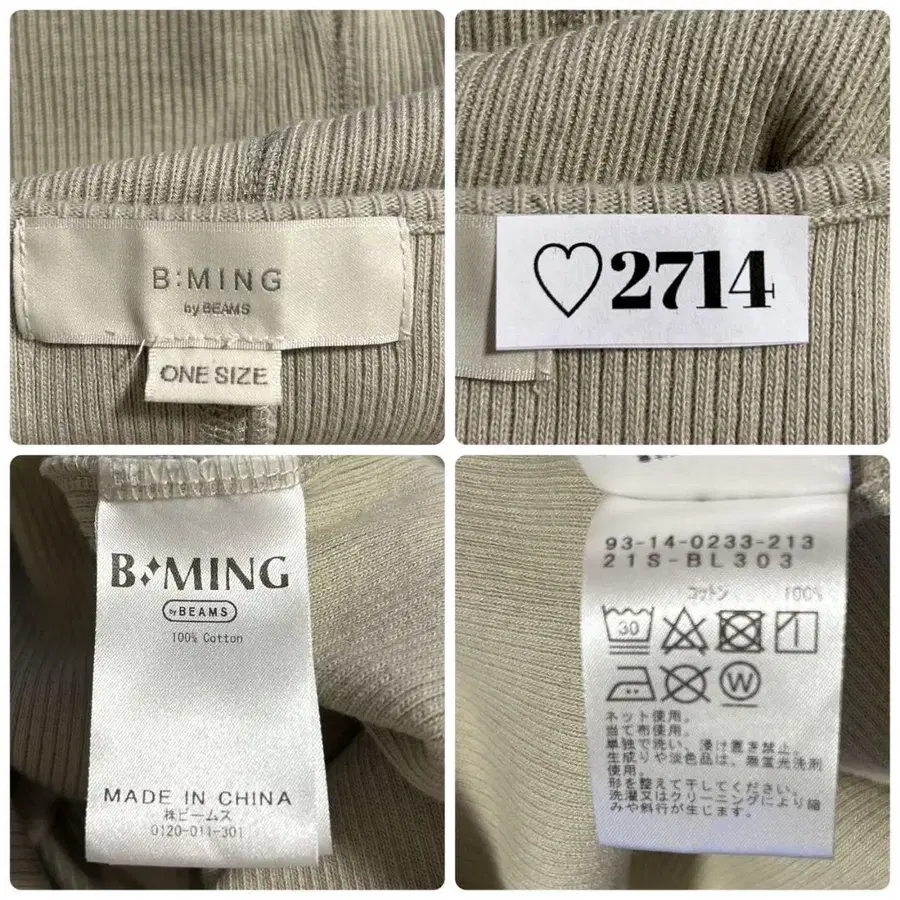 B:MING
by BEAMS
ONE SIZE
♡2714
B:MING
by BEAMS
100% Cotton
MADE IN CHINA
㈱ビームス
0120-011-301
93-14-0233-213
21S-BL303
コットン 100%
30
W
ネット使用。
当て布使用。
単独で洗い、浸け置き禁止。
生成りや淡色品は、無蛍光洗剤
使用。
形を整えて干してください。
洗濯又はクリーニングにより縮
みや斜行が生じます。